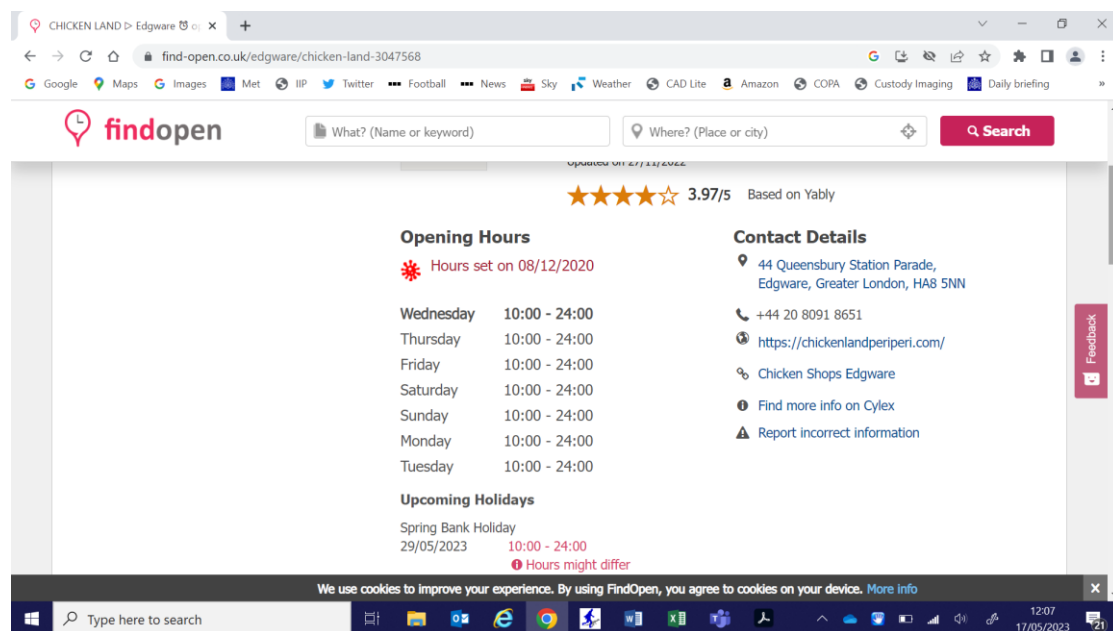 CHICKEN LAND ▷ Edgware
find-open.co.uk/edgware/chicken-land-3047568
Google Maps Images Met IIP Twitter Football News Sky Weather CAD Lite Amazon COPA Custody Imaging Daily briefing »
findopen What? (Name or keyword) Where? (Place or city) Search
Updated on 27/11/2022
3.97/5 Based on Yably
Opening Hours
Hours set on 08/12/2020
Wednesday 10:00 - 24:00
Thursday 10:00 - 24:00
Friday 10:00 - 24:00
Saturday 10:00 - 24:00
Sunday 10:00 - 24:00
Monday 10:00 - 24:00
Tuesday 10:00 - 24:00
Upcoming Holidays
Spring Bank Holiday
29/05/2023 10:00 - 24:00
Hours might differ
Contact Details
44 Queensbury Station Parade,
Edgware, Greater London, HA8 5NN
+44 20 8091 8651
https://chickenlandperiperi.com/
Chicken Shops Edgware
Find more info on Cylex
Report incorrect information
Feedback
We use cookies to improve your experience. By using FindOpen, you agree to cookies on your device. More info X
Type here to search
12:07
17/05/2023
21